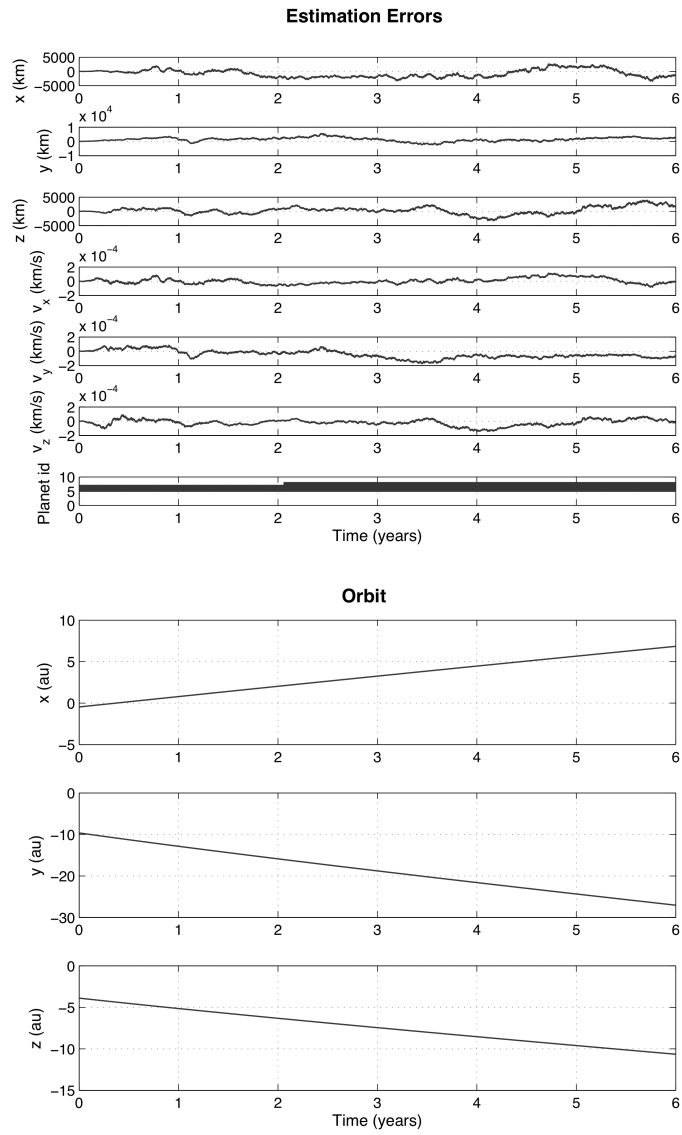 Estimation Errors
5000
0
−5000
x (km)
0 1 2 3 4 5 6
x 10^4
1
0
−1
y (km)
0 1 2 3 4 5 6
5000
0
−5000
z (km)
0 1 2 3 4 5 6
x 10^−4
2
0
−2
v_x (km/s)
0 1 2 3 4 5 6
x 10^−4
2
0
−2
v_y (km/s)
0 1 2 3 4 5 6
x 10^−4
2
0
−2
v_z (km/s)
0 1 2 3 4 5 6
10
5
0
Planet id
0 1 2 3 4 5 6
Time (years)
Orbit
10
5
0
−5
x (au)
0 1 2 3 4 5 6
0
−10
−20
−30
y (au)
0 1 2 3 4 5 6
0
−5
−10
−15
z (au)
0 1 2 3 4 5 6
Time (years)